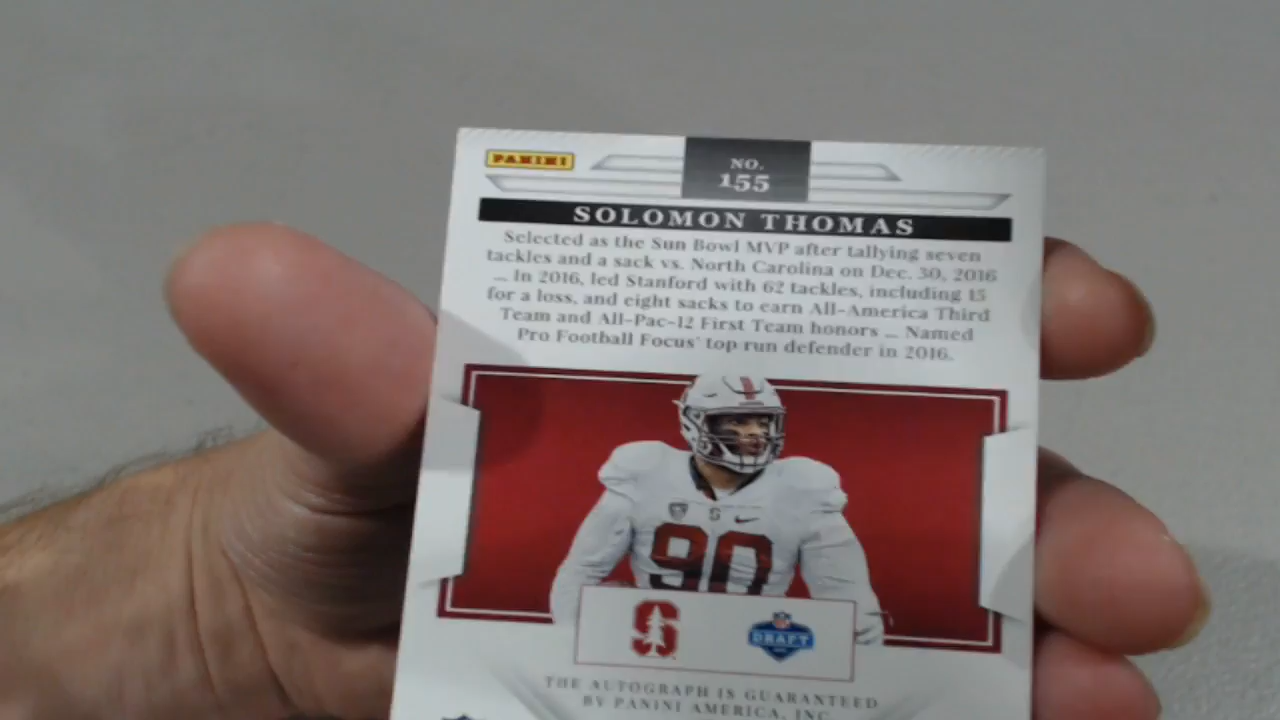 PANINI
NO.
155
SOLOMON THOMAS
Selected as the Sun Bowl MVP after tallying seven
tackles and a sack vs. North Carolina on Dec. 30, 2016
... In 2016, led Stanford with 62 tackles, including 15
for a loss, and eight sacks to earn All-America Third
Team and All-Pac-12 First Team honors ... Named
Pro Football Focus' top run defender in 2016.
S
90
S
DRAFT
THE AUTOGRAPH IS GUARANTEED
BY PANINI AMERICA, INC.